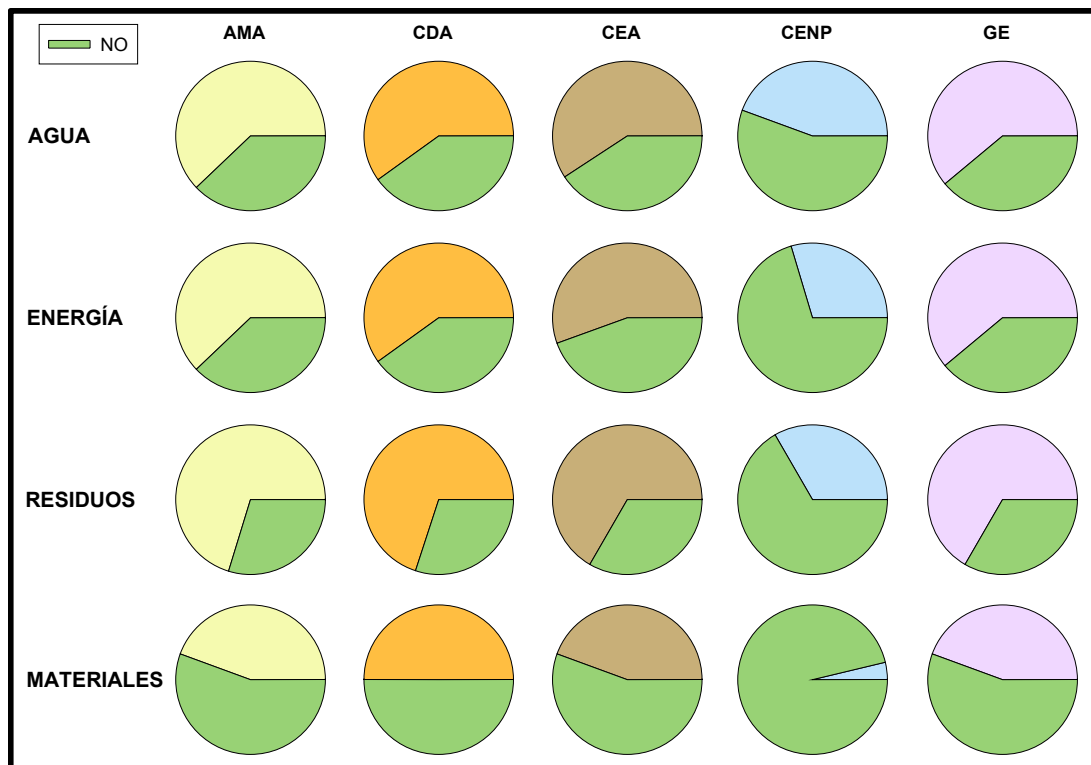 NO
AMA CDA CEA CENP GE
AGUA
ENERGÍA
RESIDUOS
MATERIALES